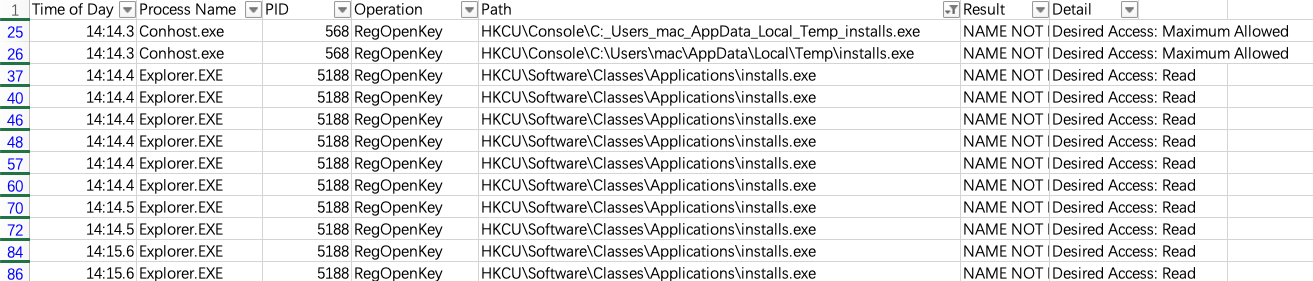 1 Time of Day Process Name PID Operation Path Result Detail
25 14:14.3 Conhost.exe 568 RegOpenKey HKCU\Console\C:_Users_mac_AppData_Local_Temp_installs.exe NAME NOT Desired Access: Maximum Allowed
26 14:14.3 Conhost.exe 568 RegOpenKey HKCU\Console\C:\Users\mac\AppData\Local\Temp\installs.exe NAME NOT Desired Access: Maximum Allowed
37 14:14.4 Explorer.EXE 5188 RegOpenKey HKCU\Software\Classes\Applications\installs.exe NAME NOT Desired Access: Read
40 14:14.4 Explorer.EXE 5188 RegOpenKey HKCU\Software\Classes\Applications\installs.exe NAME NOT Desired Access: Read
46 14:14.4 Explorer.EXE 5188 RegOpenKey HKCU\Software\Classes\Applications\installs.exe NAME NOT Desired Access: Read
48 14:14.4 Explorer.EXE 5188 RegOpenKey HKCU\Software\Classes\Applications\installs.exe NAME NOT Desired Access: Read
57 14:14.4 Explorer.EXE 5188 RegOpenKey HKCU\Software\Classes\Applications\installs.exe NAME NOT Desired Access: Read
60 14:14.4 Explorer.EXE 5188 RegOpenKey HKCU\Software\Classes\Applications\installs.exe NAME NOT Desired Access: Read
70 14:14.5 Explorer.EXE 5188 RegOpenKey HKCU\Software\Classes\Applications\installs.exe NAME NOT Desired Access: Read
72 14:14.5 Explorer.EXE 5188 RegOpenKey HKCU\Software\Classes\Applications\installs.exe NAME NOT Desired Access: Read
84 14:15.6 Explorer.EXE 5188 RegOpenKey HKCU\Software\Classes\Applications\installs.exe NAME NOT Desired Access: Read
86 14:15.6 Explorer.EXE 5188 RegOpenKey HKCU\Software\Classes\Applications\installs.exe NAME NOT Desired Access: Read